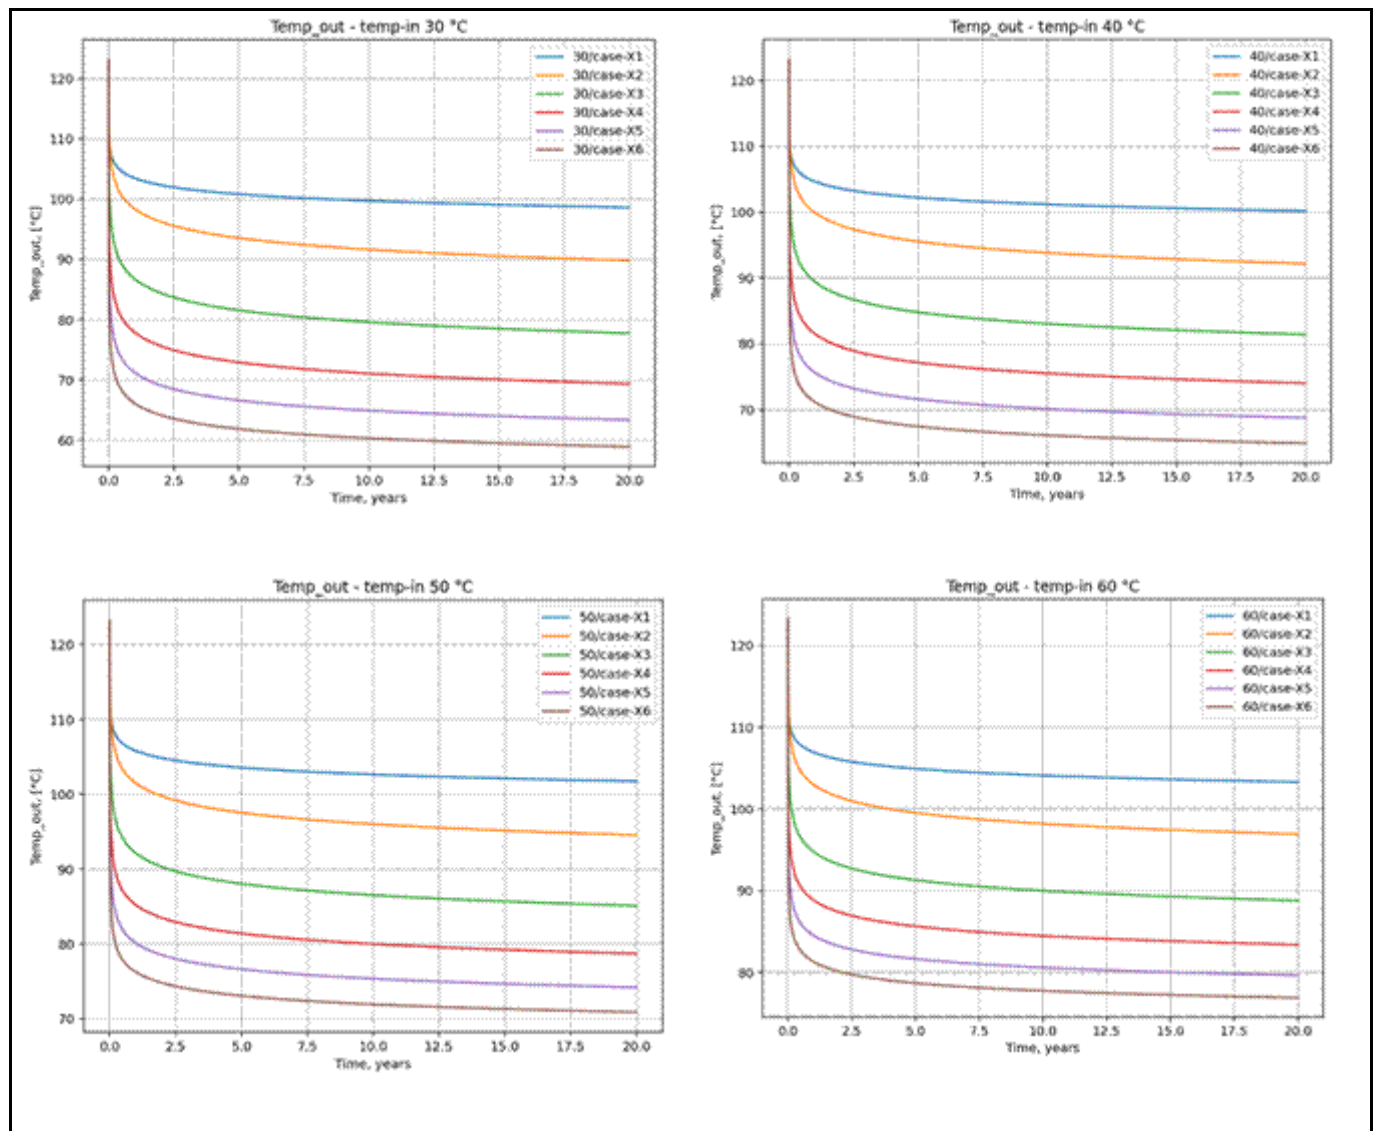 Temp_out - temp-in 30 °C
30/case-X1
30/case-X2
30/case-X3
30/case-X4
30/case-X5
30/case-X6
120
110
100
90
80
70
60
Temp_out, [°C]
0.0 2.5 5.0 7.5 10.0 12.5 15.0 17.5 20.0
Time, years
Temp_out - temp-in 40 °C
40/case-X1
40/case-X2
40/case-X3
40/case-X4
40/case-X5
40/case-X6
120
110
100
90
80
70
Temp_out, [°C]
0.0 2.5 5.0 7.5 10.0 12.5 15.0 17.5 20.0
Time, years
Temp_out - temp-in 50 °C
50/case-X1
50/case-X2
50/case-X3
50/case-X4
50/case-X5
50/case-X6
120
110
100
90
80
70
Temp_out, [°C]
0.0 2.5 5.0 7.5 10.0 12.5 15.0 17.5 20.0
Time, years
Temp_out - temp-in 60 °C
60/case-X1
60/case-X2
60/case-X3
60/case-X4
60/case-X5
60/case-X6
120
110
100
90
80
Temp_out, [°C]
0.0 2.5 5.0 7.5 10.0 12.5 15.0 17.5 20.0
Time, years